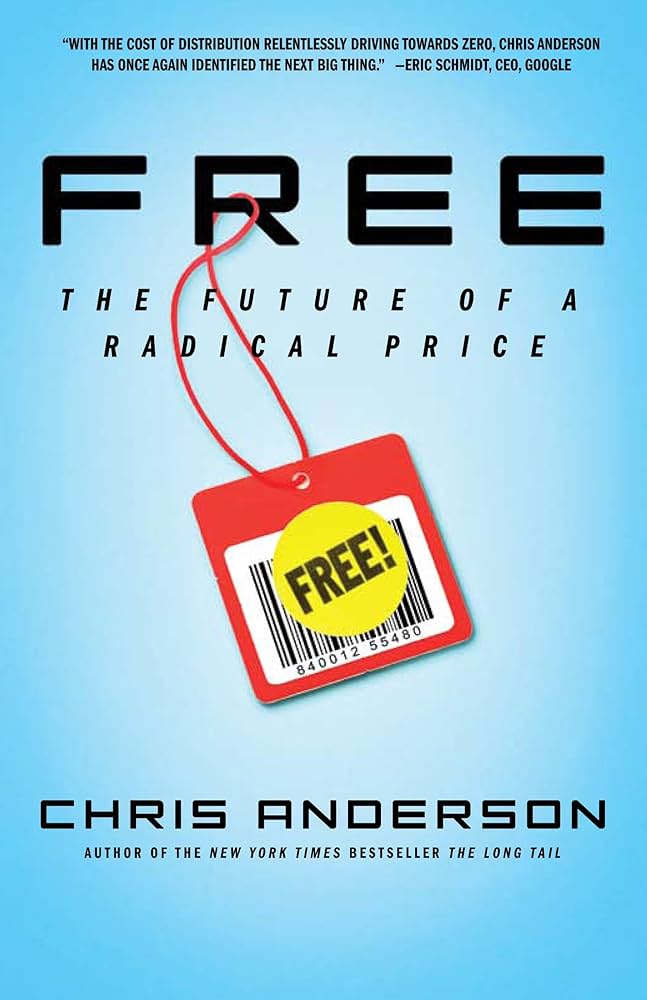 “WITH THE COST OF DISTRIBUTION RELENTLESSLY DRIVING TOWARDS ZERO, CHRIS ANDERSON
HAS ONCE AGAIN IDENTIFIED THE NEXT BIG THING.” —ERIC SCHMIDT, CEO, GOOGLE
FREE
THE FUTURE OF A
RADICAL PRICE
FREE!
840012 55480
CHRIS ANDERSON
AUTHOR OF THE NEW YORK TIMES BESTSELLER THE LONG TAIL